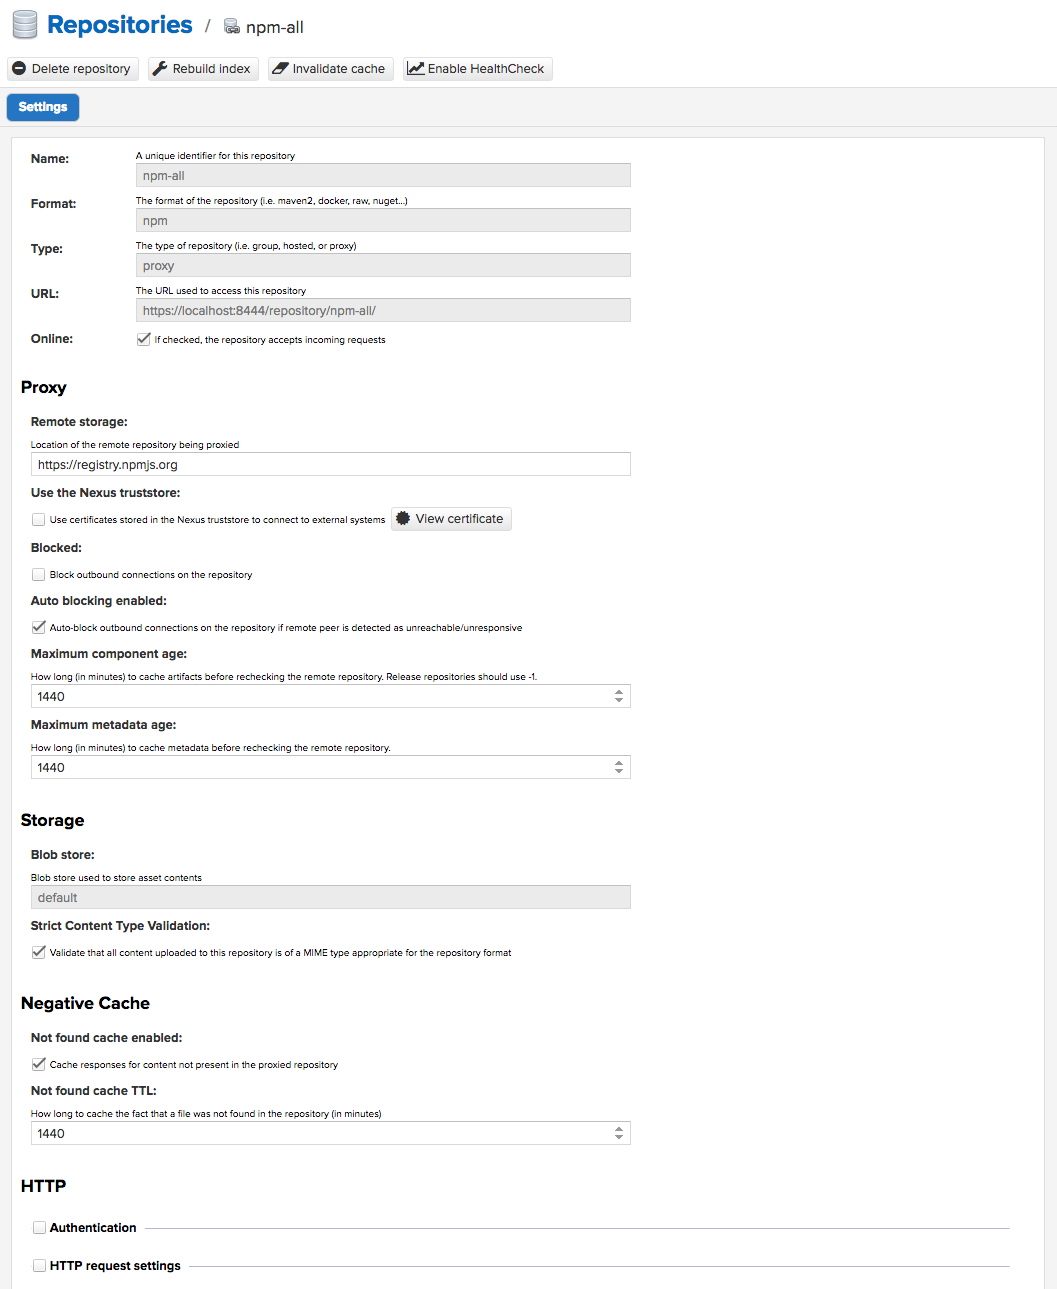 Repositories / npm-all
Delete repository Rebuild index Invalidate cache Enable HealthCheck
Settings
Name: A unique identifier for this repository
npm-all
Format: The format of the repository (i.e. maven2, docker, raw, nuget...)
npm
Type: The type of repository (i.e. group, hosted, or proxy)
proxy
URL: The URL used to access this repository
https://localhost:8444/repository/npm-all/
Online: If checked, the repository accepts incoming requests
Proxy
Remote storage:
Location of the remote repository being proxied
https://registry.npmjs.org
Use the Nexus truststore:
Use certificates stored in the Nexus truststore to connect to external systems View certificate
Blocked:
Block outbound connections on the repository
Auto blocking enabled:
Auto-block outbound connections on the repository if remote peer is detected as unreachable/unresponsive
Maximum component age:
How long (in minutes) to cache artifacts before rechecking the remote repository. Release repositories should use -1.
1440
Maximum metadata age:
How long (in minutes) to cache metadata before rechecking the remote repository.
1440
Storage
Blob store:
Blob store used to store asset contents
default
Strict Content Type Validation:
Validate that all content uploaded to this repository is of a MIME type appropriate for the repository format
Negative Cache
Not found cache enabled:
Cache responses for content not present in the proxied repository
Not found cache TTL:
How long to cache the fact that a file was not found in the repository (in minutes)
1440
HTTP
Authentication
HTTP request settings